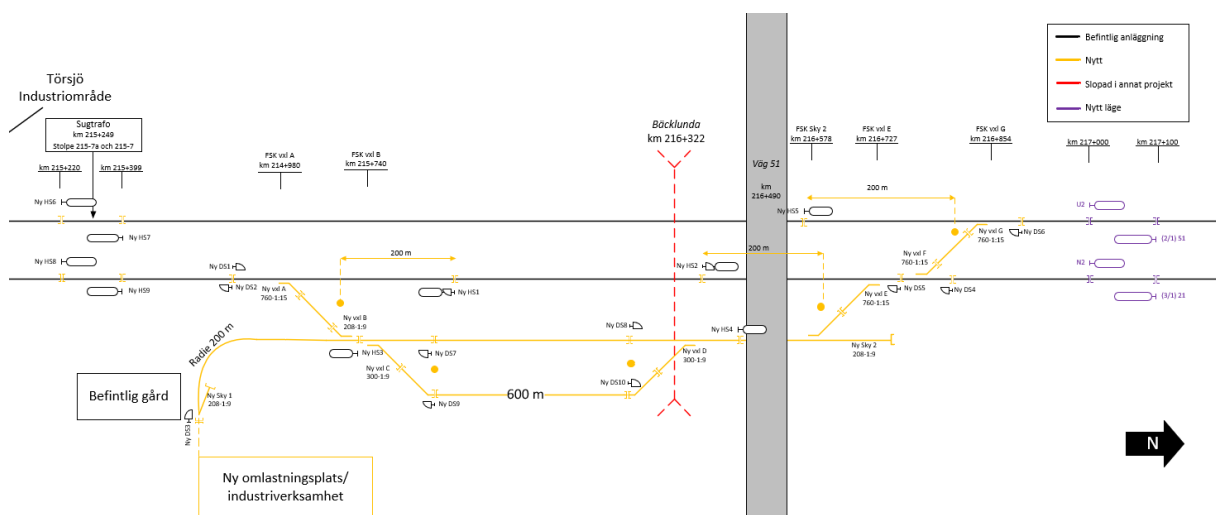 Befintlig anläggning
Nytt
Slopad i annat projekt
Nytt läge
Törsjö
Industriområde
Sugtrafo
km 215+249
Stolpe 215-7a och 215-7
km 215+220
km 215+399
FSK vxl A
km 214+980
FSK vxl B
km 215+740
Bäcklunda
km 216+322
Väg 51
km
216+490
FSK Sky 2
km 216+578
FSK vxl E
km 216+727
FSK vxl G
km 216+854
km 217+000
km 217+100
Ny HS6
Ny HS7
Ny HS8
Ny HS9
Ny DS1
Ny DS2
Ny vxl A
760-1:15
200 m
Ny HS1
Ny vxl B
208-1:9
Ny HS2
200 m
Ny HS5
200 m
Ny vxl G
760-1:15
Ny DS6
U2
(2/1) 51
N2
(3/1) 21
Ny vxl F
760-1:15
Ny vxl E
760-1:15
Ny DS5
Ny DS4
Radie 200 m
Ny HS3
Ny vxl C
300-1:9
Ny DS7
Ny DS8
Ny HS4
Ny vxl D
300-1:9
Ny Sky 2
208-1:9
Ny DS9
600 m
Ny DS10
Befintlig gård
Ny Sky 1
208-1:9
Ny DS3
Ny omlastningsplats/
industriverksamhet
N